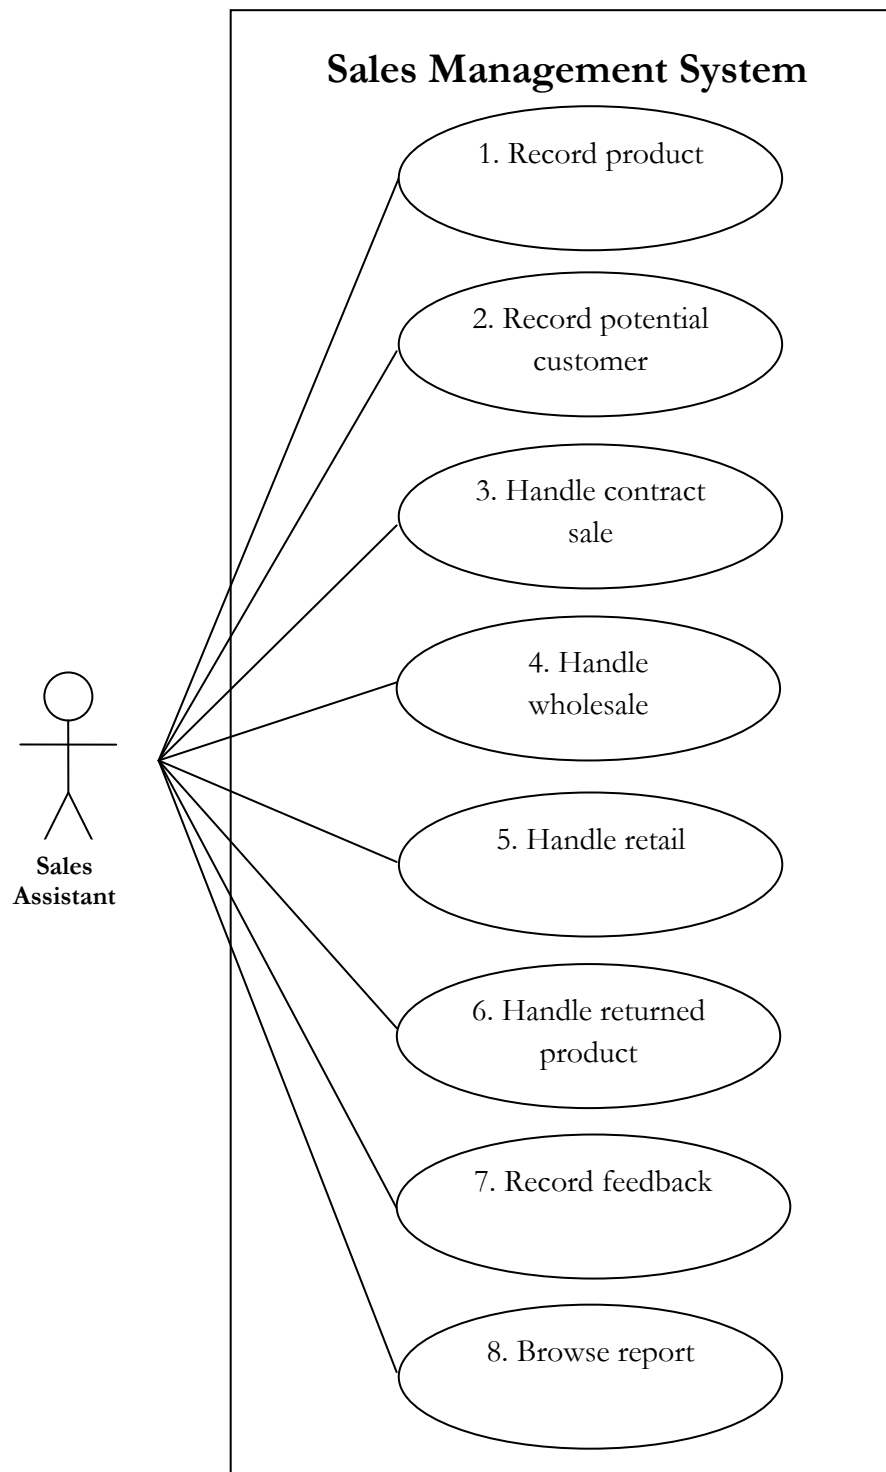 Sales Management System
1. Record product
2. Record potential
customer
3. Handle contract
sale
4. Handle
wholesale
5. Handle retail
6. Handle returned
product
7. Record feedback
8. Browse report
Sales
Assistant